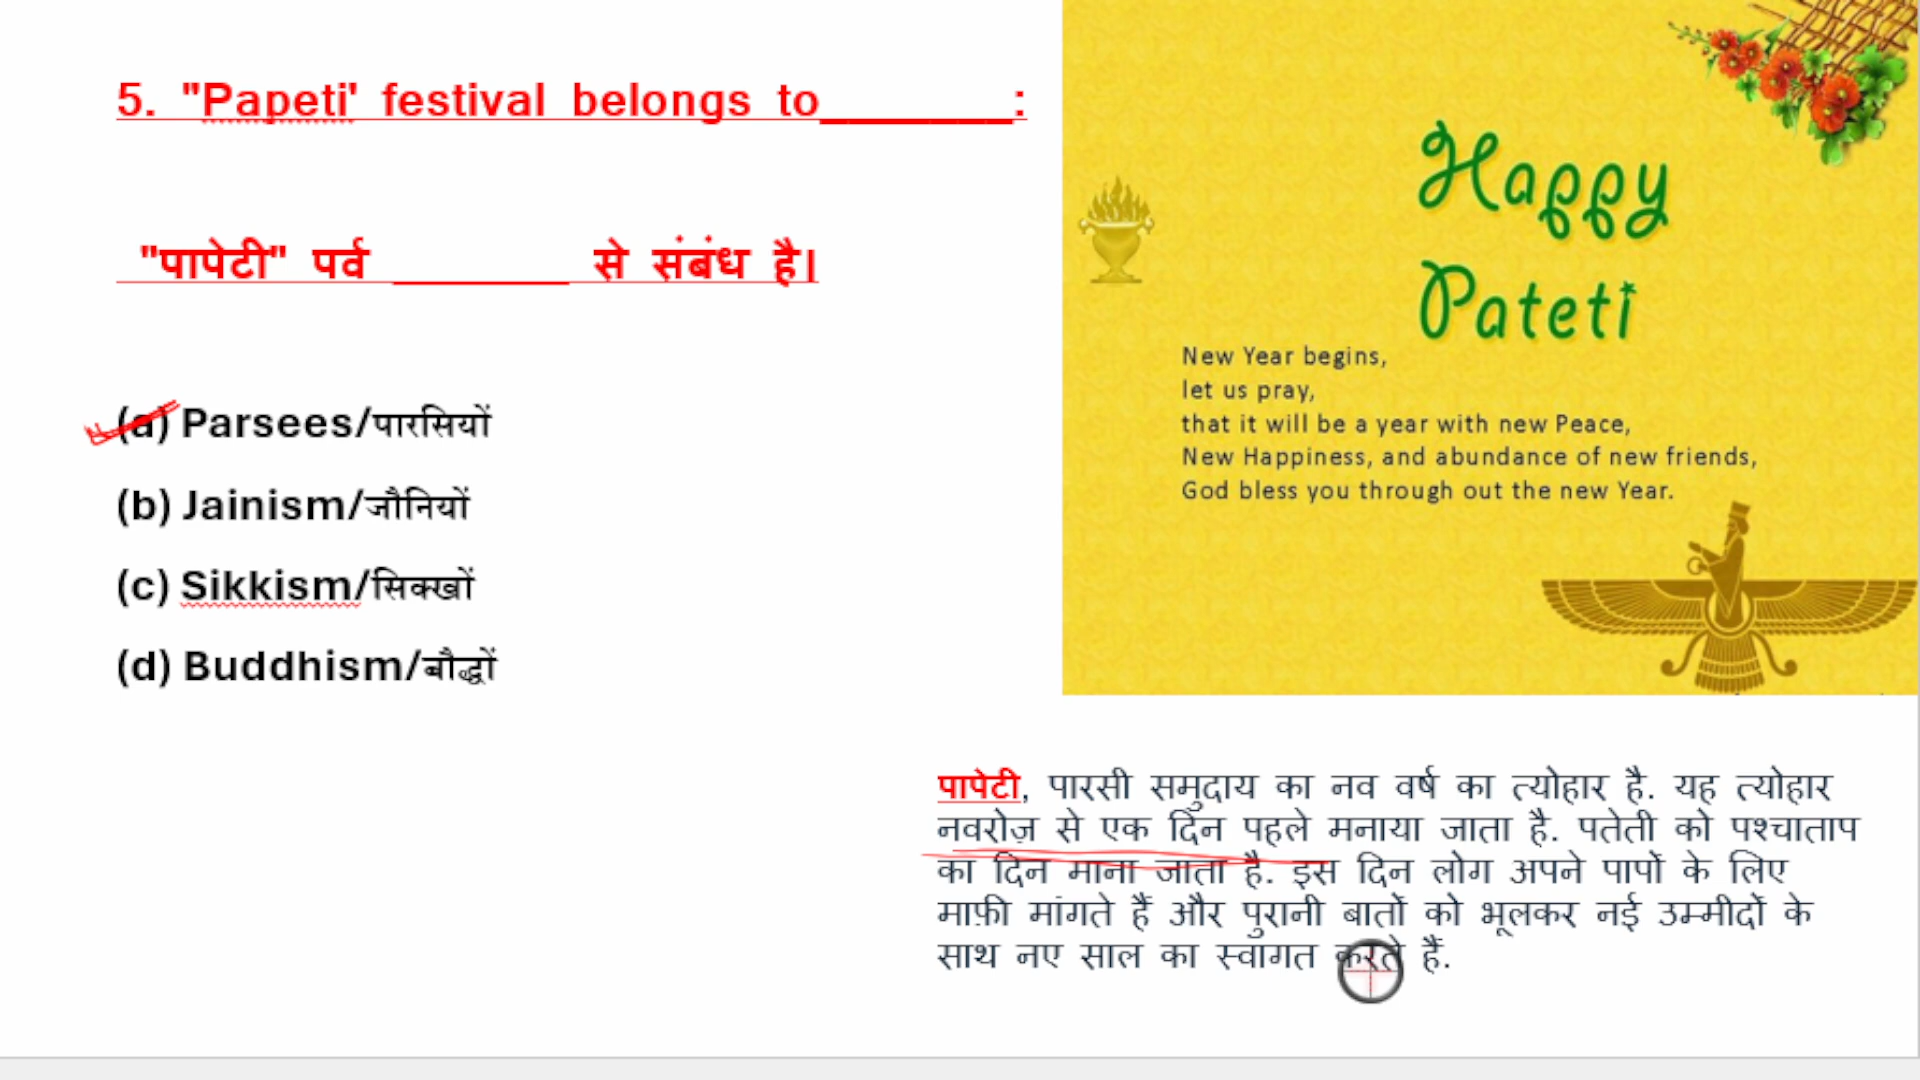 5. "Papeti' festival belongs to_______:
"पापेटी" पर्व _______ से संबंध है।
(a) Parsees/पारसियों
(b) Jainism/जौनियों
(c) Sikkism/सिक्खों
(d) Buddhism/बौद्धों
Happy
Pateti
New Year begins,
let us pray,
that it will be a year with new Peace,
New Happiness, and abundance of new friends,
God bless you through out the new Year.
पापेटी, पारसी समुदाय का नव वर्ष का त्योहार है. यह त्योहार
नवरोज़ से एक दिन पहले मनाया जाता है. पतेती को पश्चाताप
का दिन माना जाता है. इस दिन लोग अपने पापों के लिए
माफ़ी मांगते हैं और पुरानी बातों को भूलकर नई उम्मीदों के
साथ नए साल का स्वागत करते हैं.